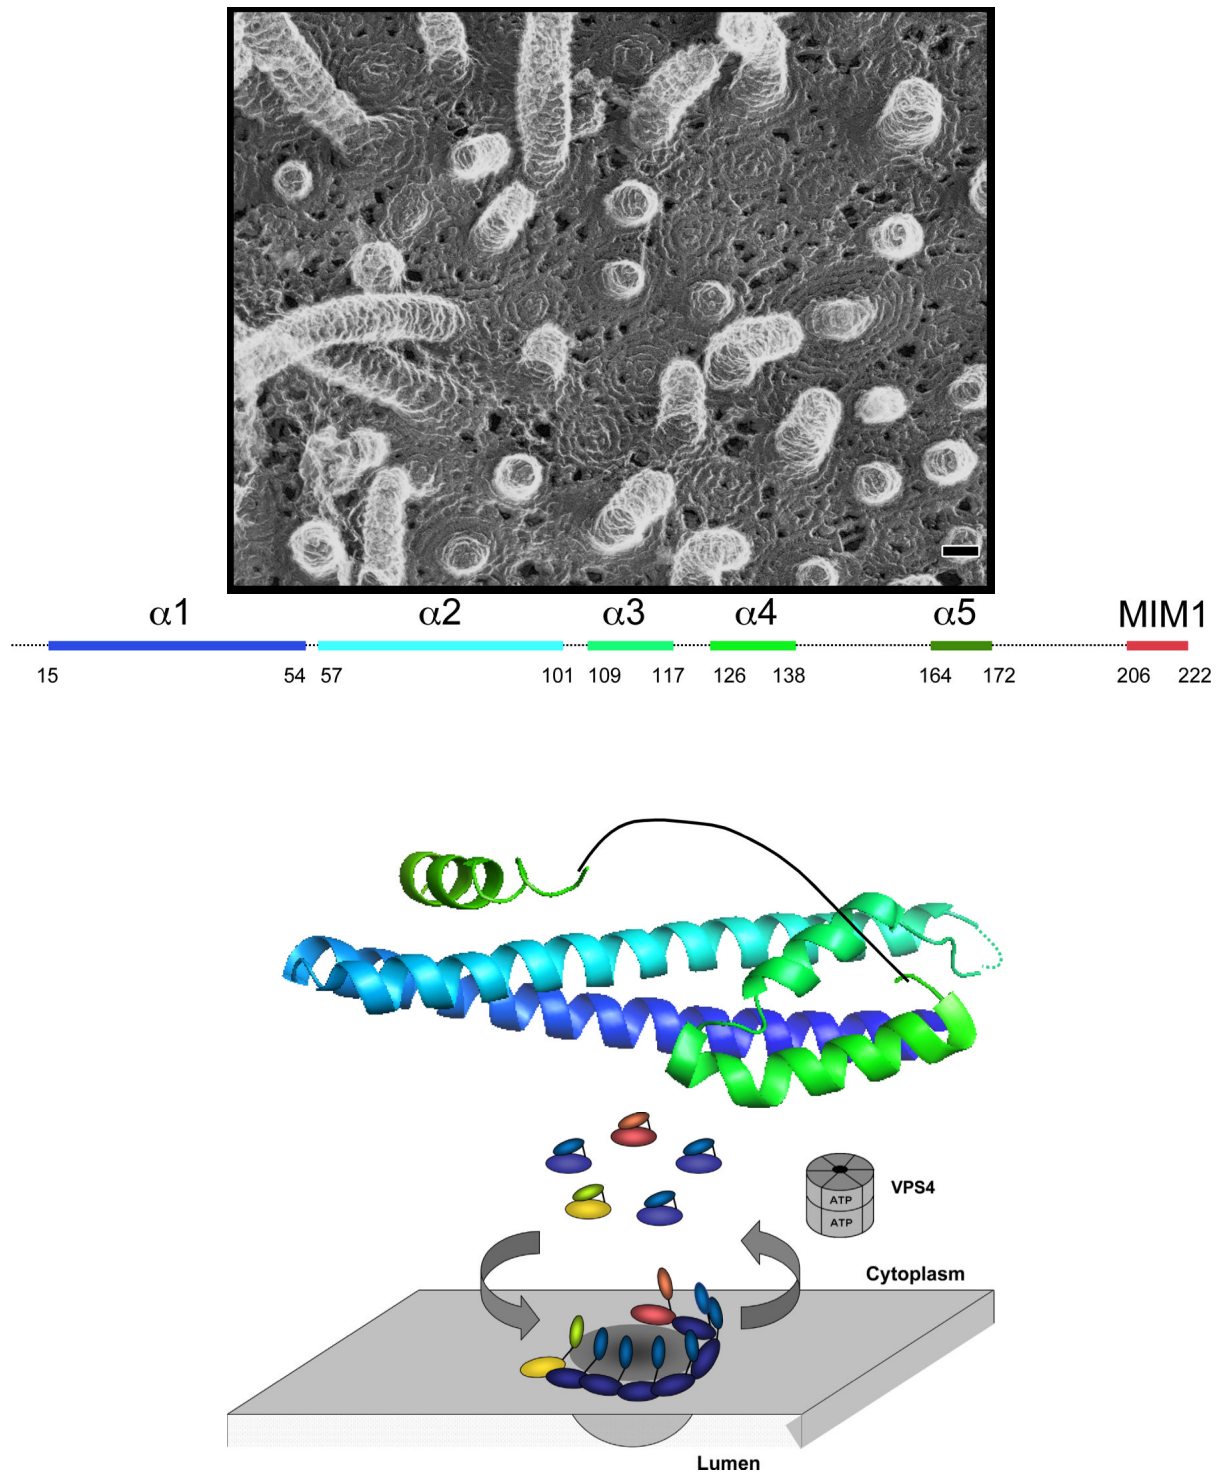 α1 α2 α3 α4 α5 MIM1
15 54 57 101 109 117 126 138 164 172 206 222
VPS4
ATP
ATP
Cytoplasm
Lumen